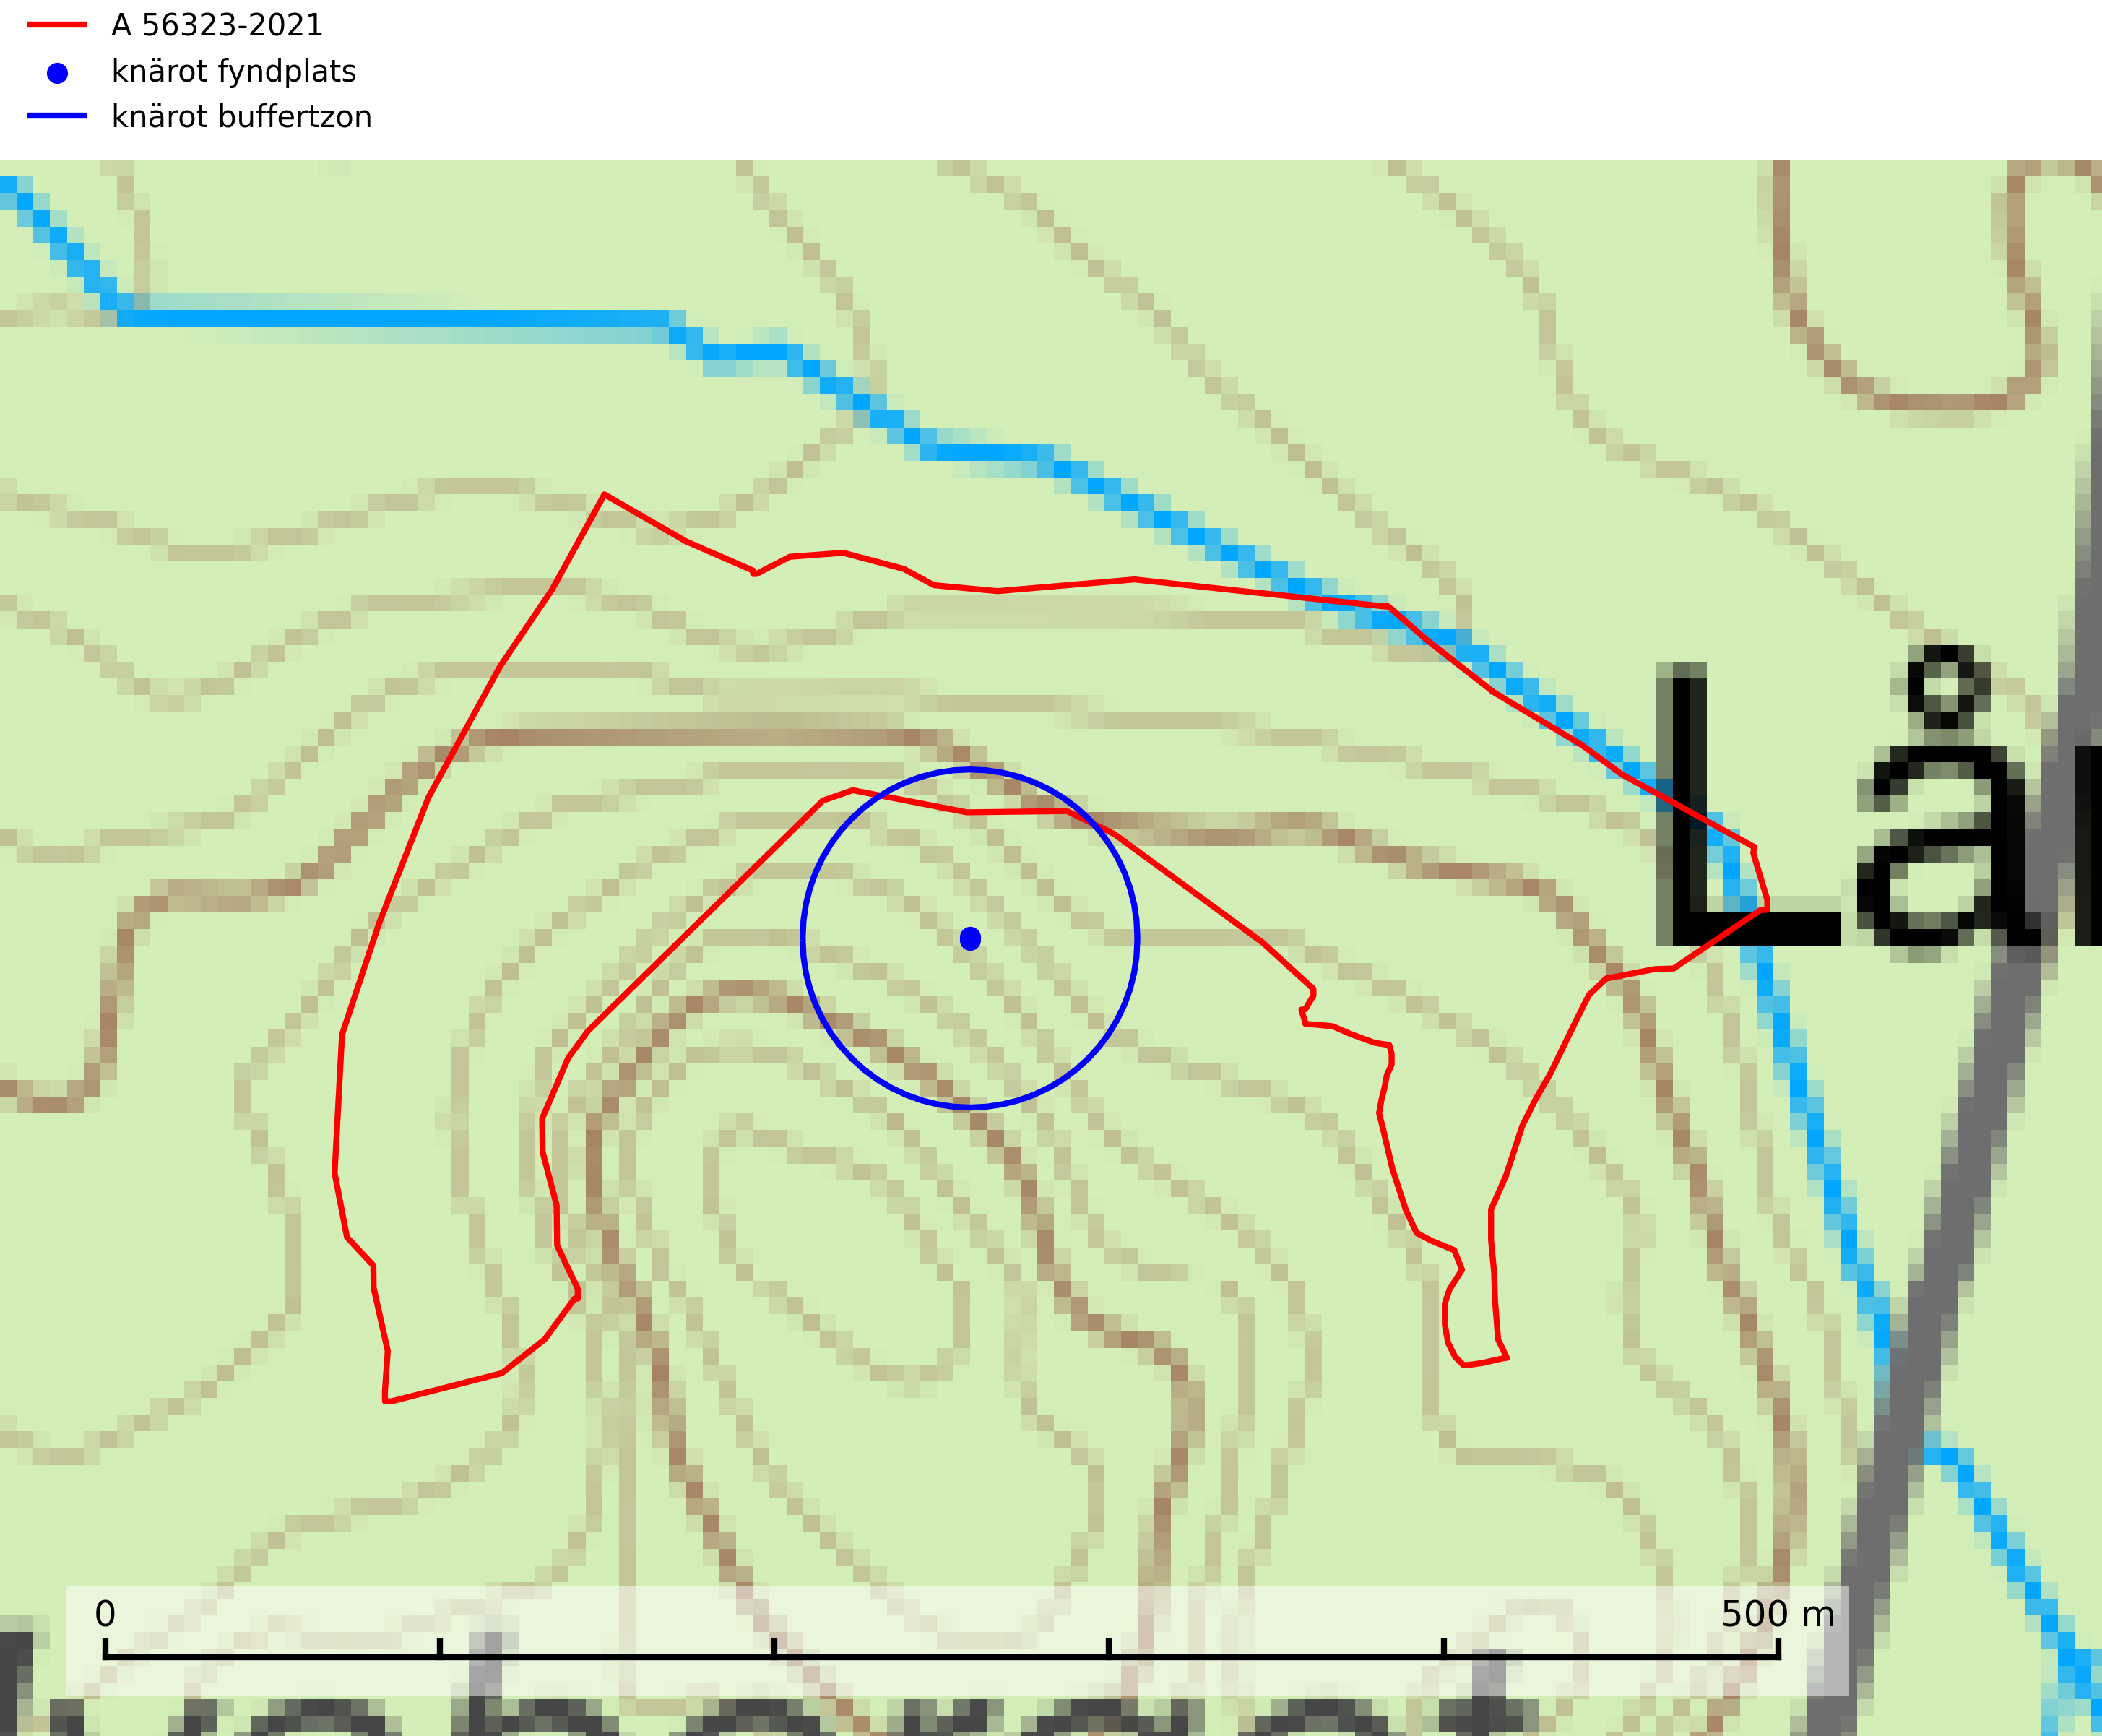 A 56323-2021
knärot fyndplats
knärot buffertzon
Lå
0 500 m